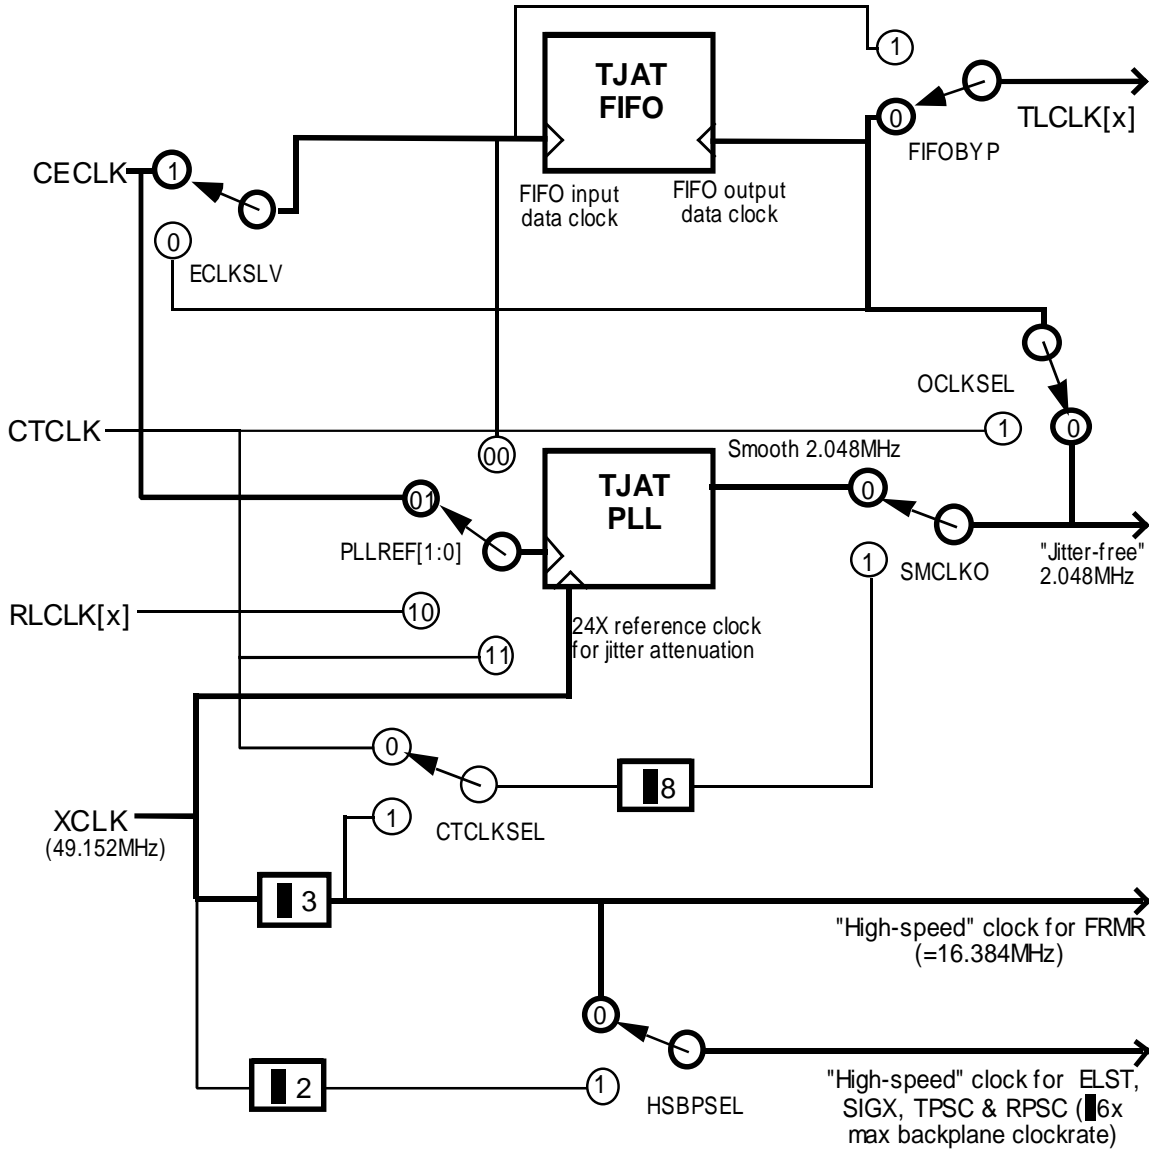 1
TJAT
FIFO
TLCLK[x]
0
FIFOBYP
CECLK
1
FIFO input
data clock
FIFO output
data clock
0
ECLKSLV
OCLKSEL
CTCLK
1
0
00
Smooth 2.048MHz
TJAT
PLL
01
0
PLLREF[1:0]
"Jitter-free"
2.048MHz
1
SMCLKO
RLCLK[x]
10
24X reference clock
for jitter attenuation
11
0
8
XCLK
(49.152MHz)
1
CTCLKSEL
3
"High-speed" clock for FRMR
(=16.384MHz)
0
2
1
HSBPSEL
"High-speed" clock for ELST,
SIGX, TPSC & RPSC (6x
max backplane clockrate)